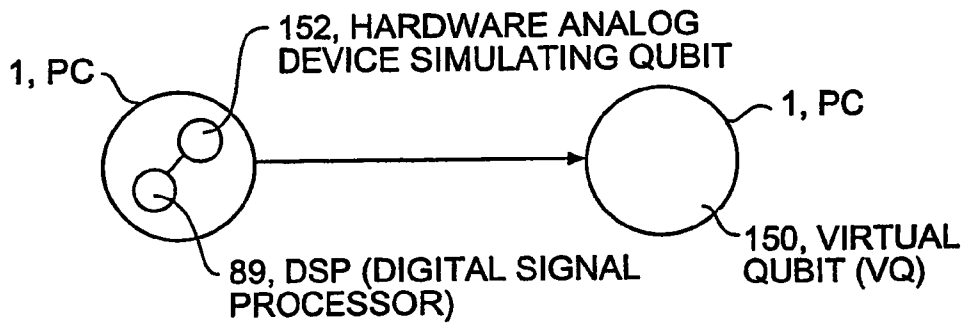 152, HARDWARE ANALOG
DEVICE SIMULATING QUBIT
1, PC
1, PC
150, VIRTUAL
QUBIT (VQ)
89, DSP (DIGITAL SIGNAL
PROCESSOR)